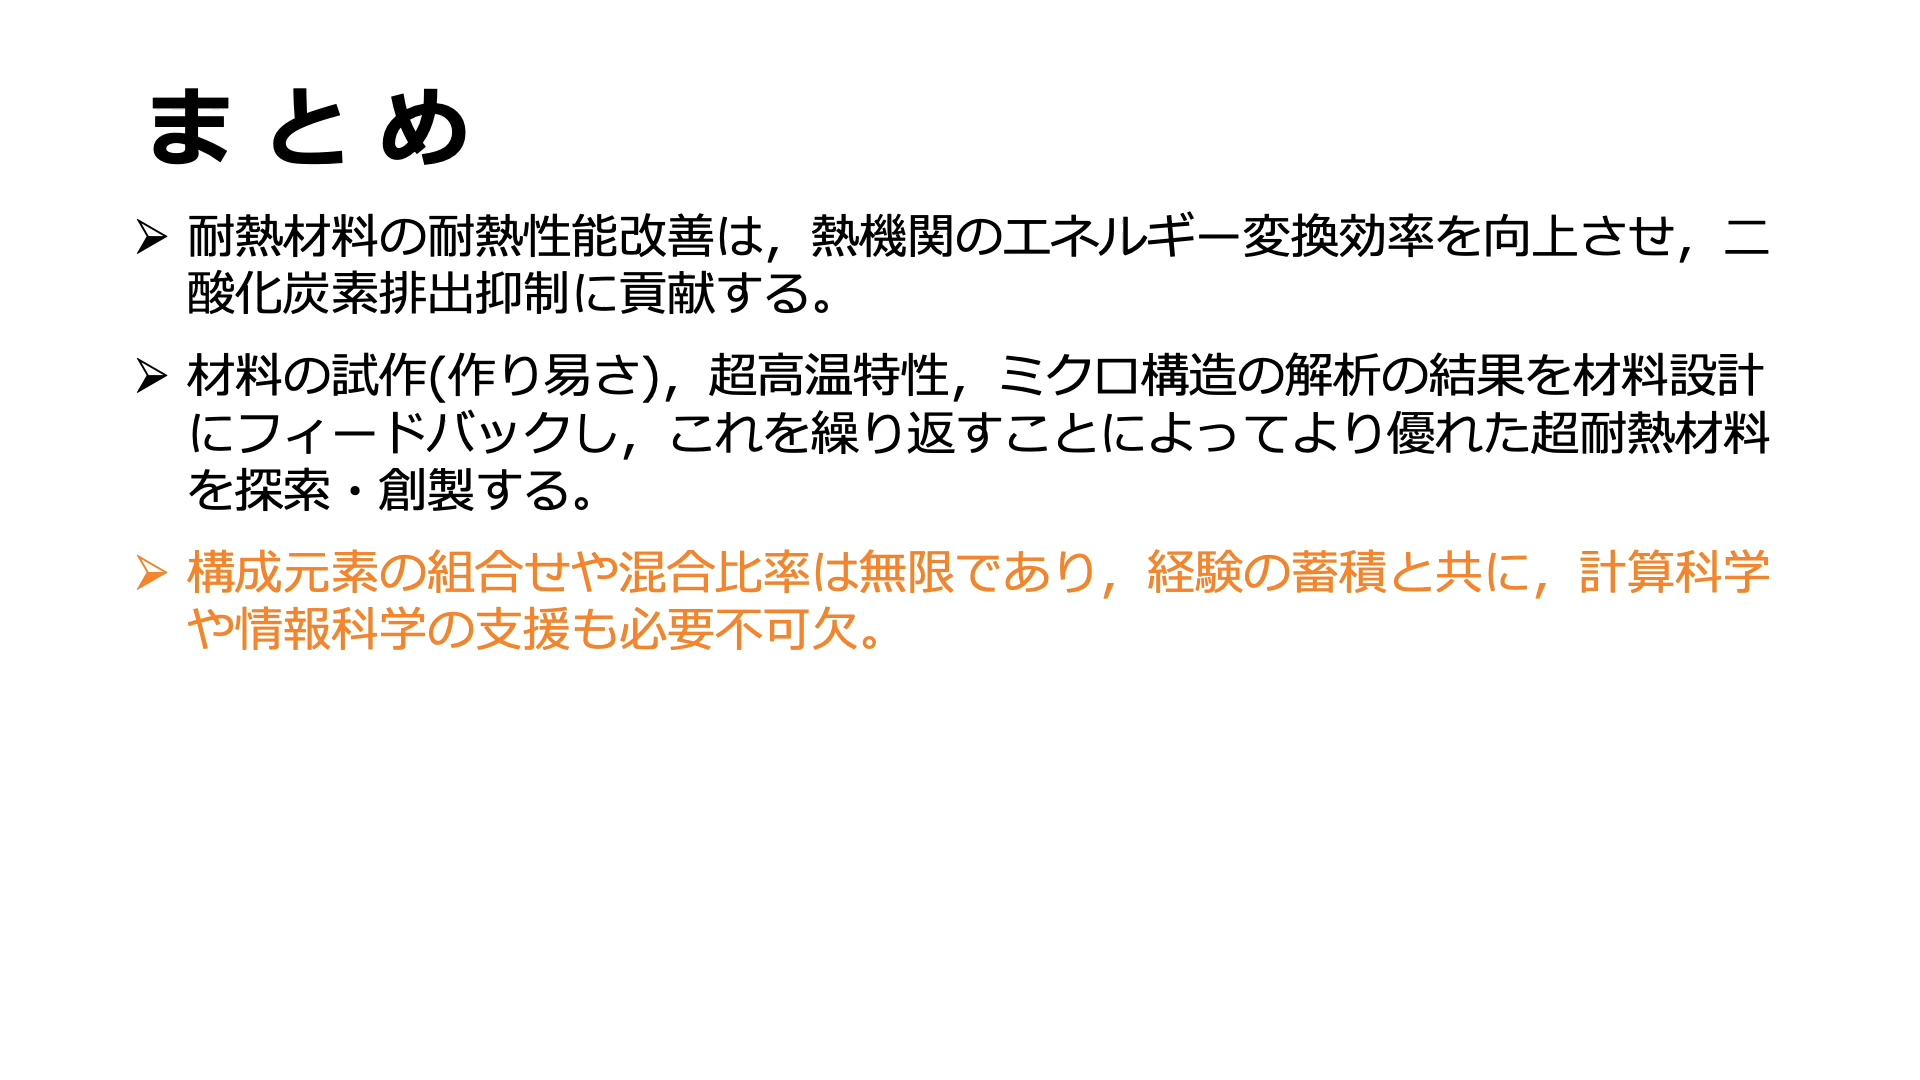 まとめ
➢ 耐熱材料の耐熱性能改善は，熱機関のエネルギー変換効率を向上させ，二
酸化炭素排出抑制に貢献する。
➢ 材料の試作(作り易さ)，超高温特性，ミクロ構造の解析の結果を材料設計
にフィードバックし，これを繰り返すことによってより優れた超耐熱材料
を探索・創製する。
➢ 構成元素の組合せや混合比率は無限であり，経験の蓄積と共に，計算科学
や情報科学の支援も必要不可欠。